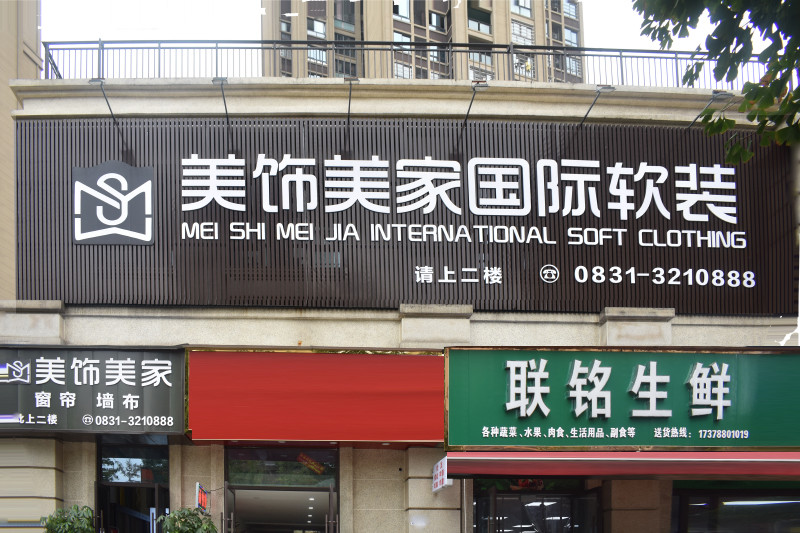 美饰美家国际软装
MEI SHI MEI JIA INTERNATIONAL SOFT CLOTHING
请上二楼 ☏ 0831-3210888
美饰美家
窗帘 墙布
上二楼 ☏0831-3210888
联铭生鲜
各种蔬菜、水果、肉食、生活用品、副食等 送货热线：17378801019